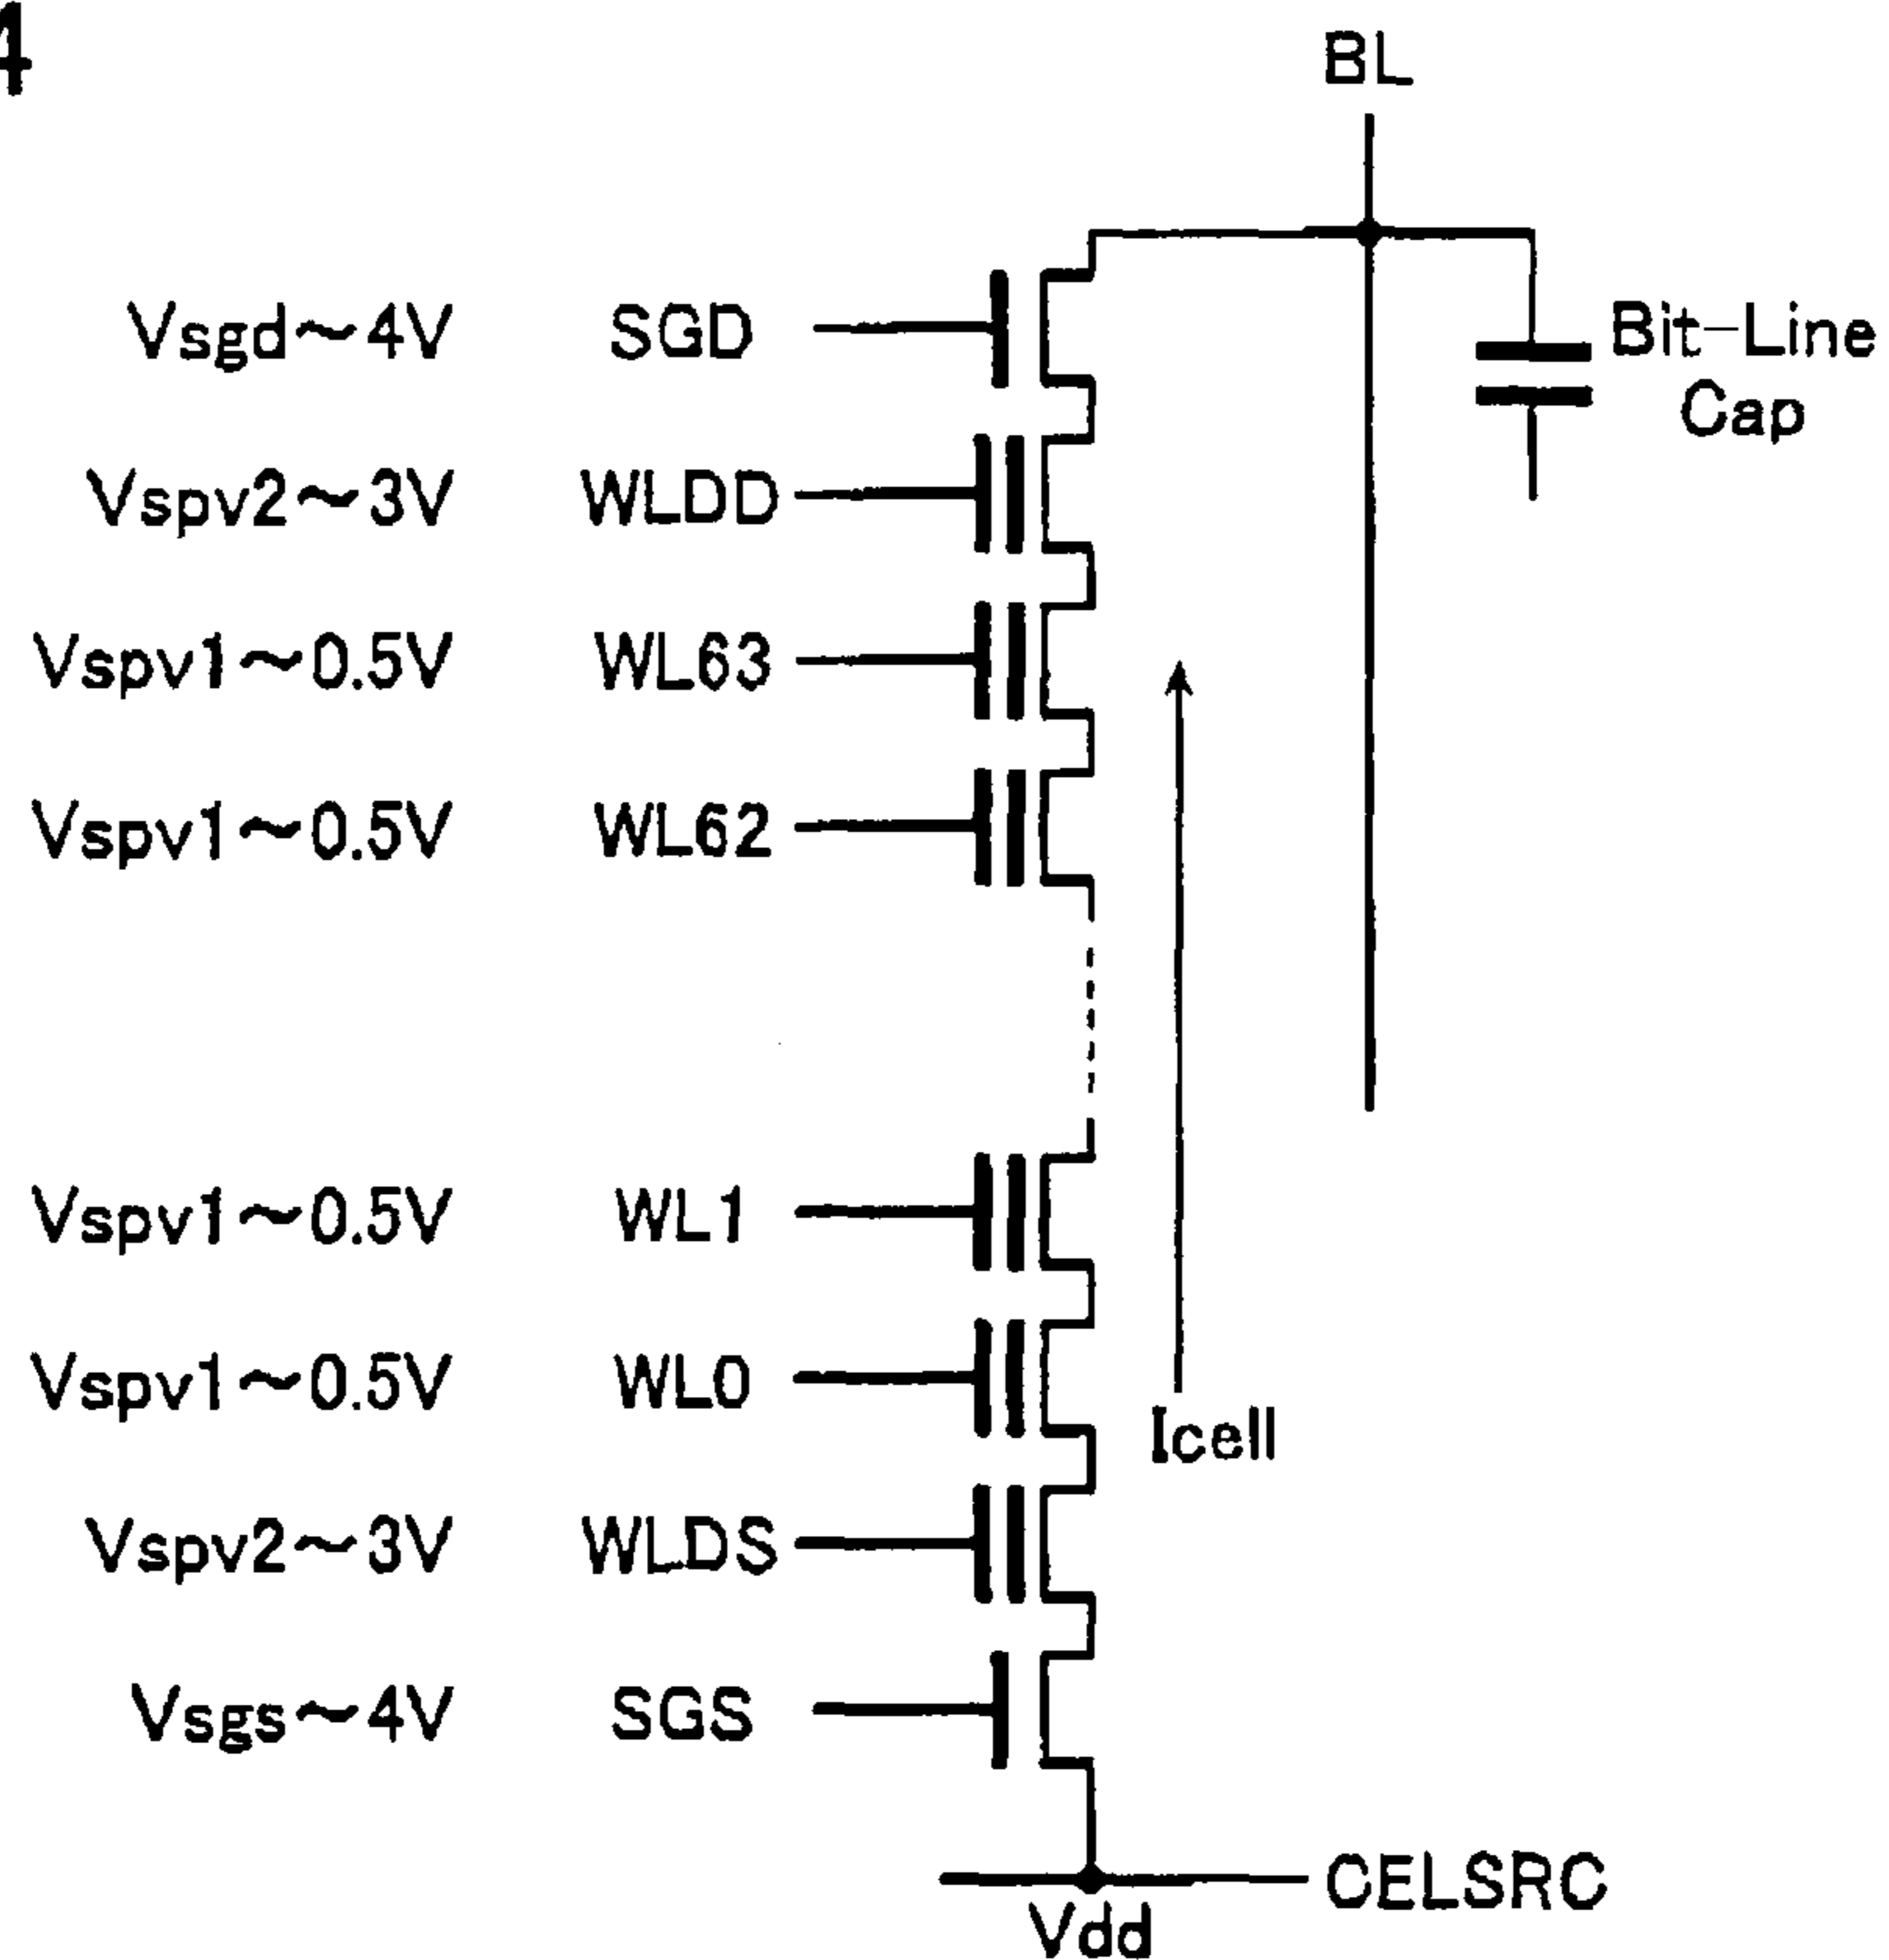 4
BL
Vsgd~4V SGD
Bit-Line
Cap
Vspv2~3V WLDD
Vspv1~0.5V WL63
Vspv1~0.5V WL62
Vspv1~0.5V WL1
Vspv1~0.5V WL0
Icell
Vspv2~3V WLDS
Vsgs~4V SGS
CELSRC
Vdd